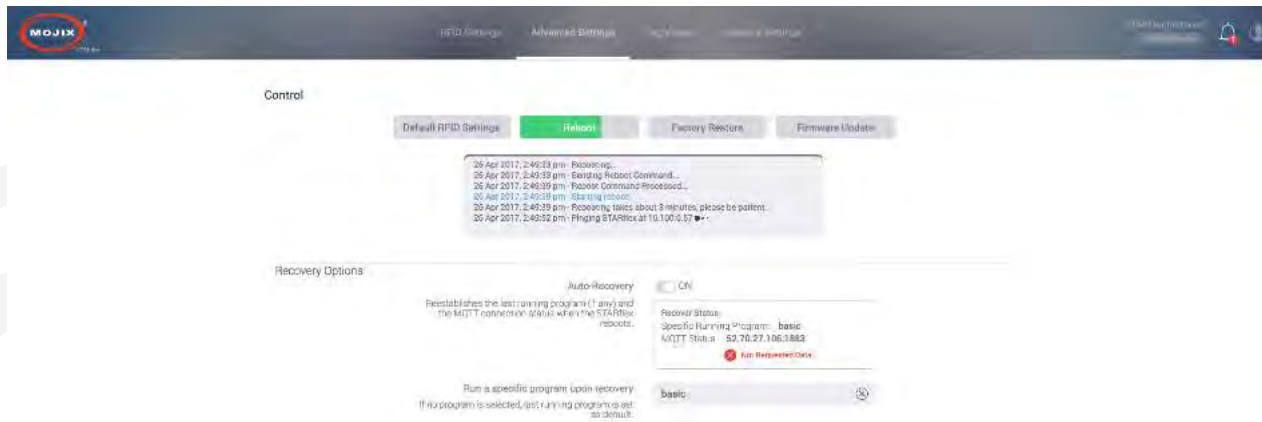 MOJIX
RFID Settings Advanced Settings
Control
Default RFID Settings Reboot Factory Restore Firmware Update
26 Apr 2017, 2:49:33 pm - Rebooting...
26 Apr 2017, 2:49:33 pm - Sending Reboot Command...
26 Apr 2017, 2:49:39 pm - Reboot Command Processed...
26 Apr 2017, 2:49:39 pm - Starting reboot
26 Apr 2017, 2:49:39 pm - Rebooting takes about 3 minutes, please be patient.
26 Apr 2017, 2:49:52 pm - Pinging STARflex at 10.100.0.57
Recovery Options
Auto-Recovery ON
Reestablishes the last running program (if any) and
the MQTT connection status when the STARflex
reboots.
Recover Status
Specific Running Program: basic
MQTT Status 52.70.27.106:1883
Run a specific program upon recovery
basic
If no program is selected, last running program is set
as default.